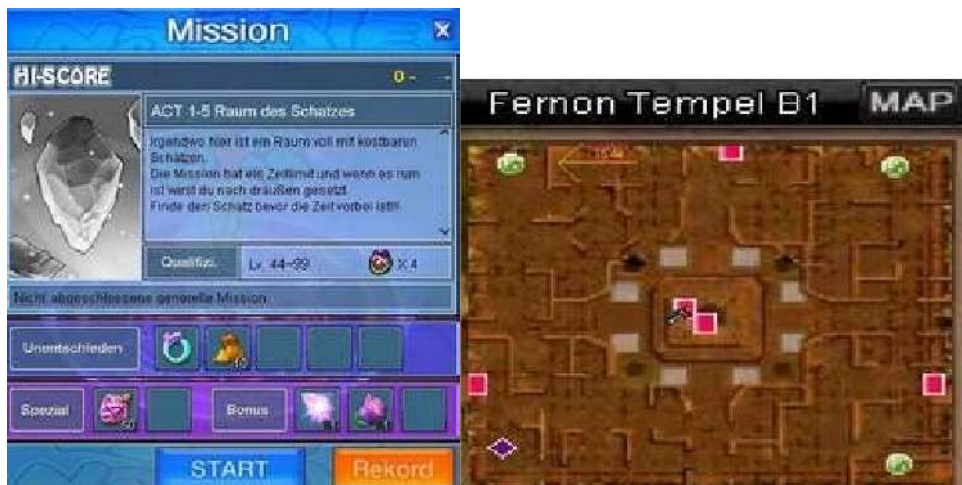 Mission
HI-SCORE
0 - -
ACT 1-5 Raum des Schatzes
Irgendwo hier ist ein Raum voll mit kostbaren
Schätzen.
Die Mission hat ein Zeitlimit und wenn es rum
ist wirst du nach draußen gesetzt.
Finde den Schatz bevor die Zeit vorbei ist!!!
Qualifizi.
Lv. 44~99
X 4
Nicht abgeschlossene generelle Mission
Unentschieden
Spezial
50
Bonus
START
Rekord
Fernon Tempel B1
MAP